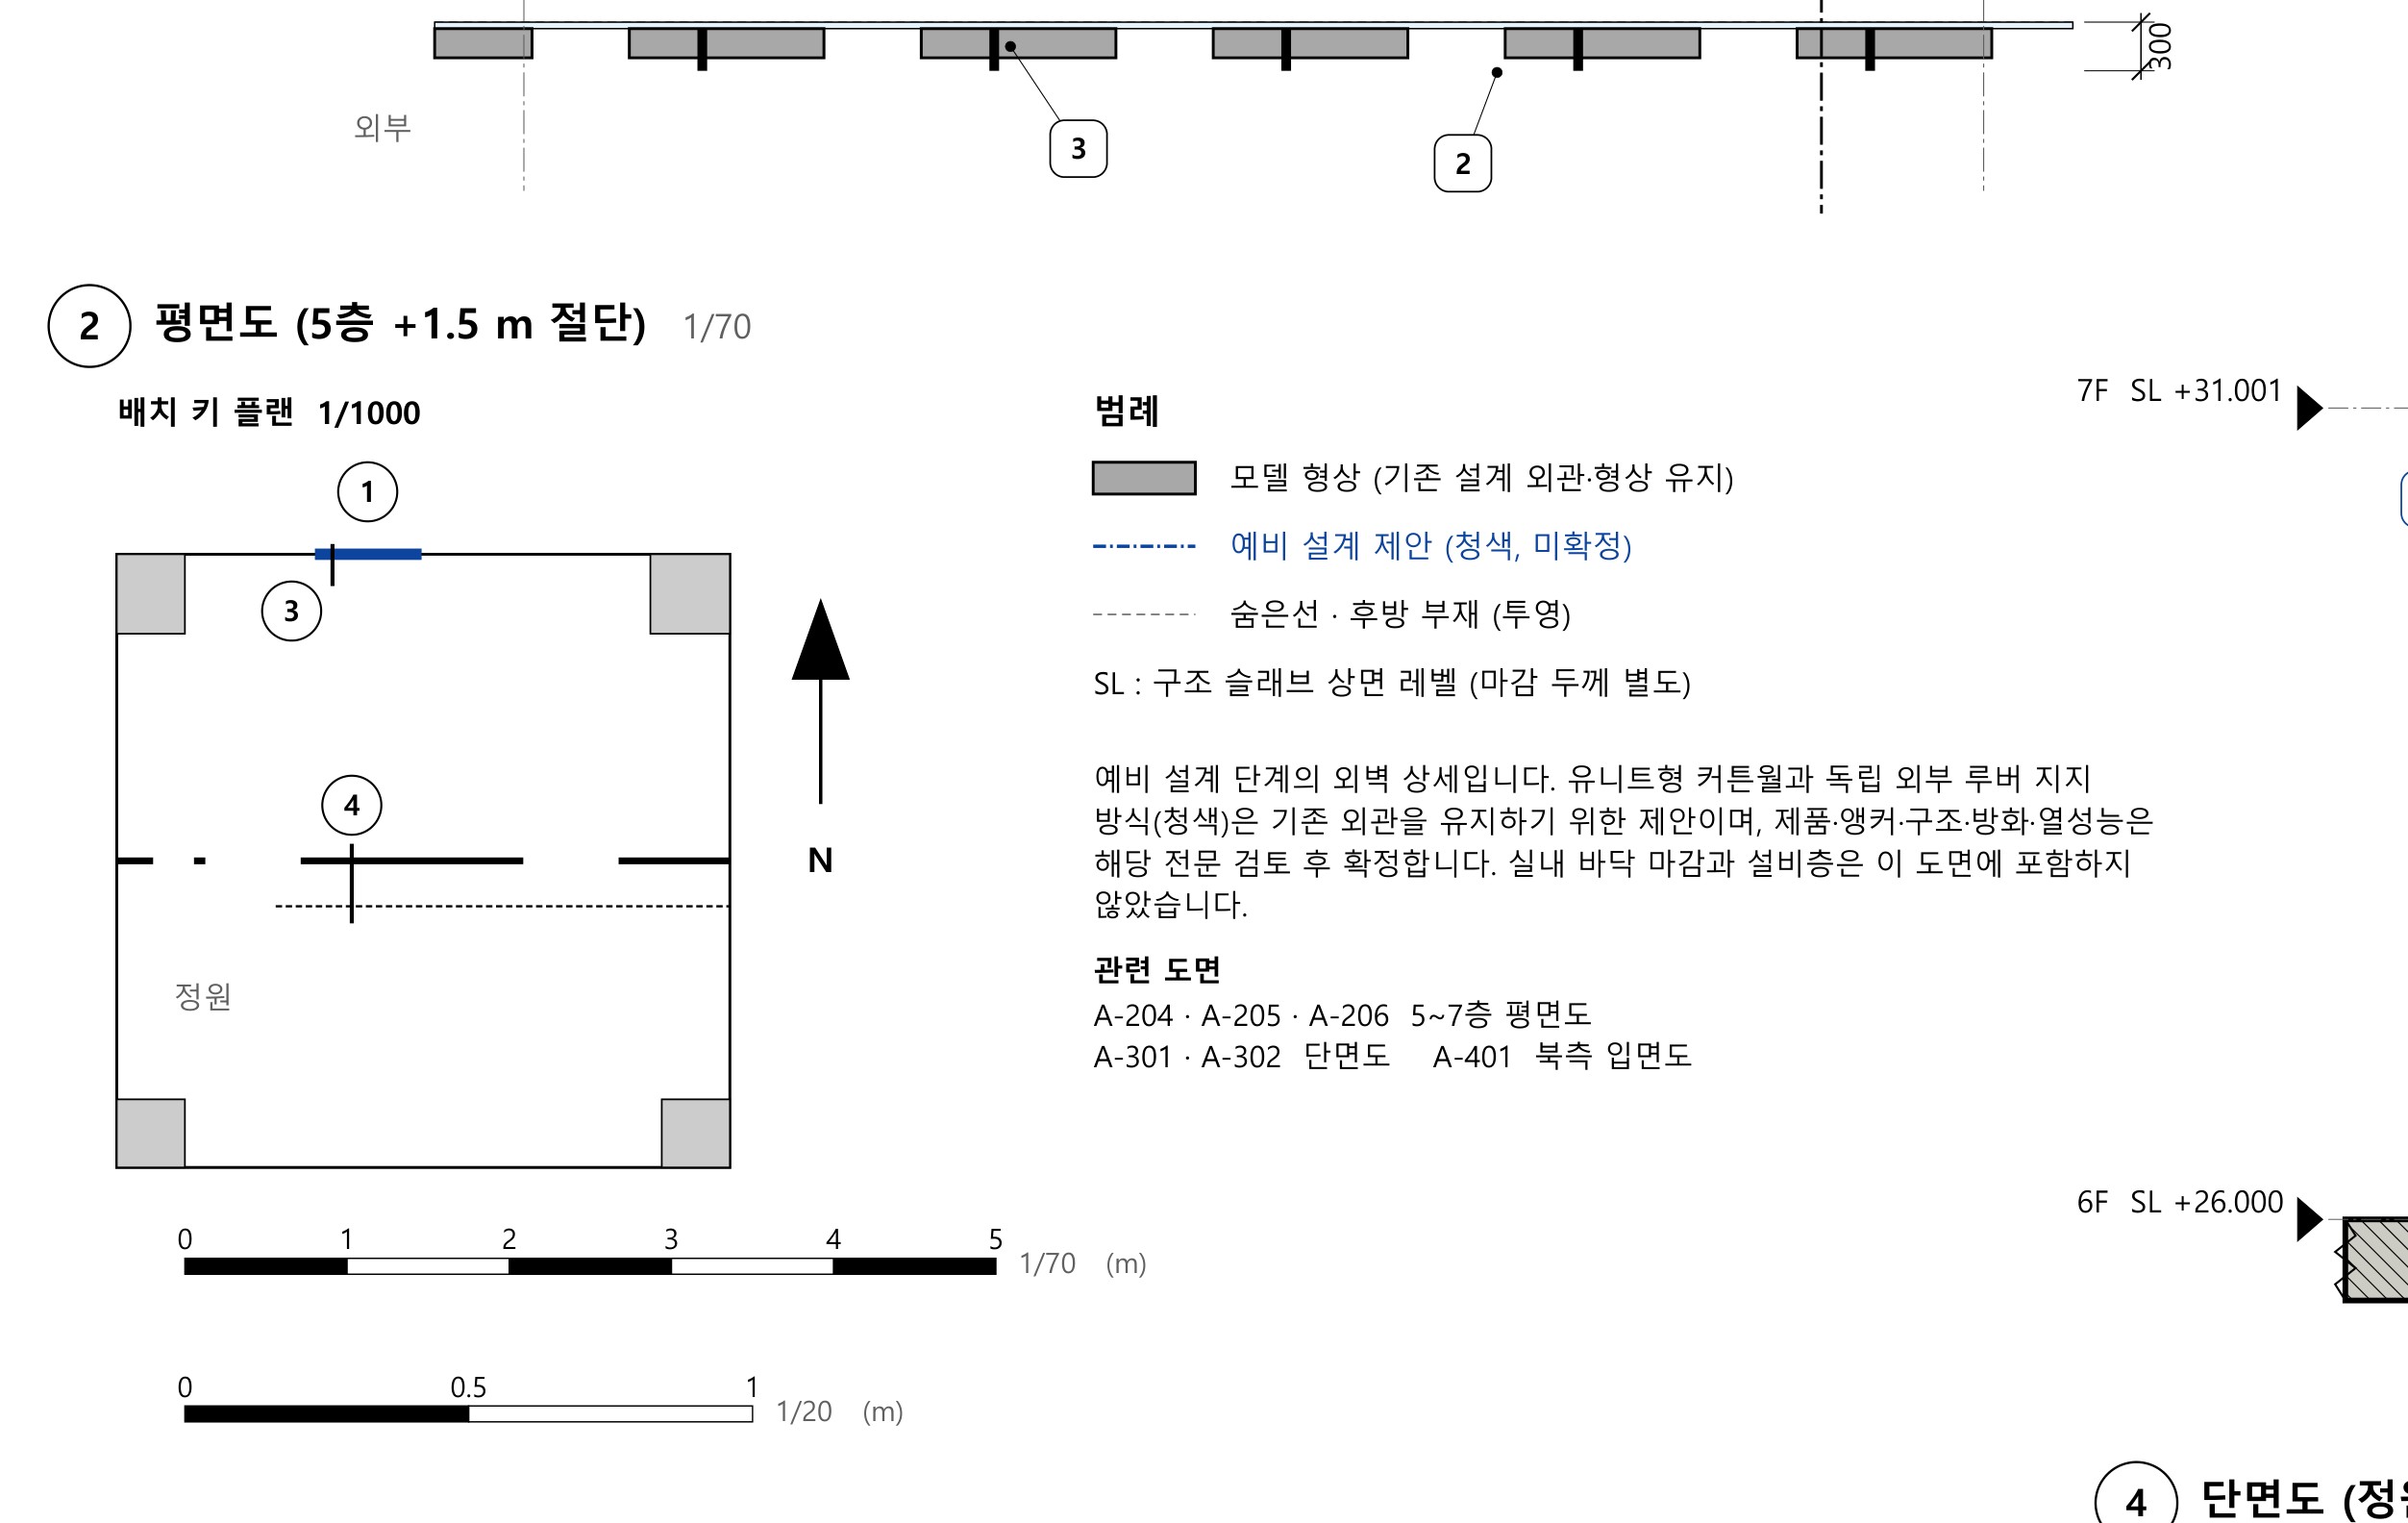 300
외부
3
2
2 평면도 (5층 +1.5 m 절단) 1/70
배치 키 플랜 1/1000
1
3
4
N
정원
0 1 2 3 4 5
1/70 (m)
0 0.5 1
1/20 (m)
범례
모델 형상 (기존 설계 외관·형상 유지)
예비 설계 제안 (청색, 미확정)
숨은선 · 후방 부재 (투영)
SL : 구조 슬래브 상면 레벨 (마감 두께 별도)
예비 설계 단계의 외벽 상세입니다. 유니트형 커튼월과 독립 외부 루버 지지
방식(청색)은 기존 외관을 유지하기 위한 제안이며, 제품·앵커·구조·방화·열성능은
해당 전문 검토 후 확정합니다. 실내 바닥 마감과 설비층은 이 도면에 포함하지
않았습니다.
관련 도면
A-204 · A-205 · A-206 5~7층 평면도
A-301 · A-302 단면도 A-401 북측 입면도
7F SL +31.001
6F SL +26.000
4 단면도 (정